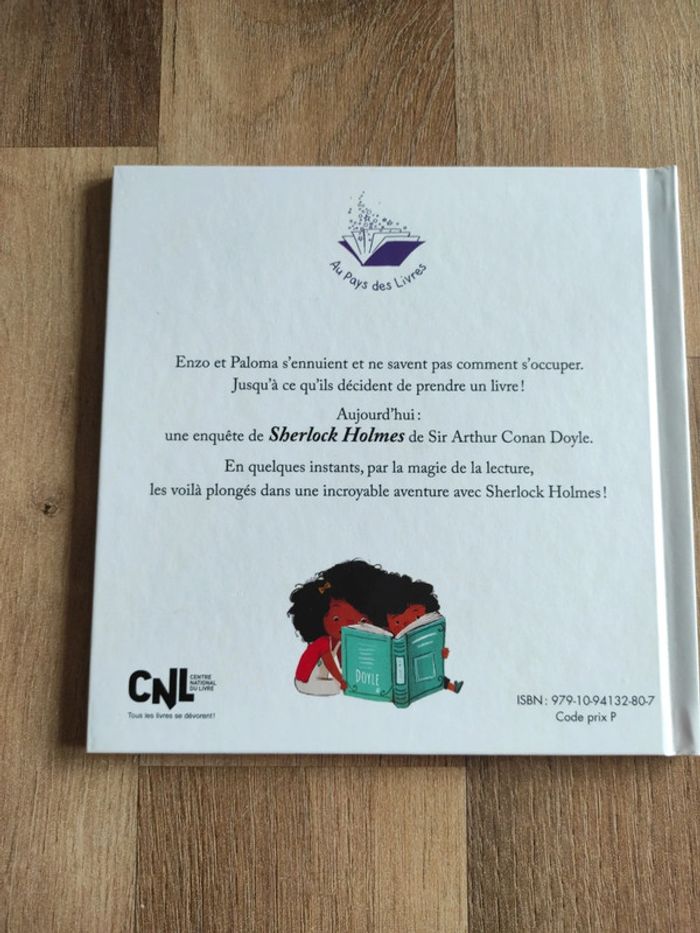 Au Pays des Livres
Enzo et Paloma s'ennuient et ne savent pas comment s'occuper.
Jusqu'à ce qu'ils décident de prendre un livre !
Aujourd'hui :
une enquête de Sherlock Holmes de Sir Arthur Conan Doyle.
En quelques instants, par la magie de la lecture,
les voilà plongés dans une incroyable aventure avec Sherlock Holmes !
DOYLE
CNL
CENTRE
NATIONAL
DU LIVRE
Tous les livres se dévorent !
ISBN : 979-10-94132-80-7
Code prix P